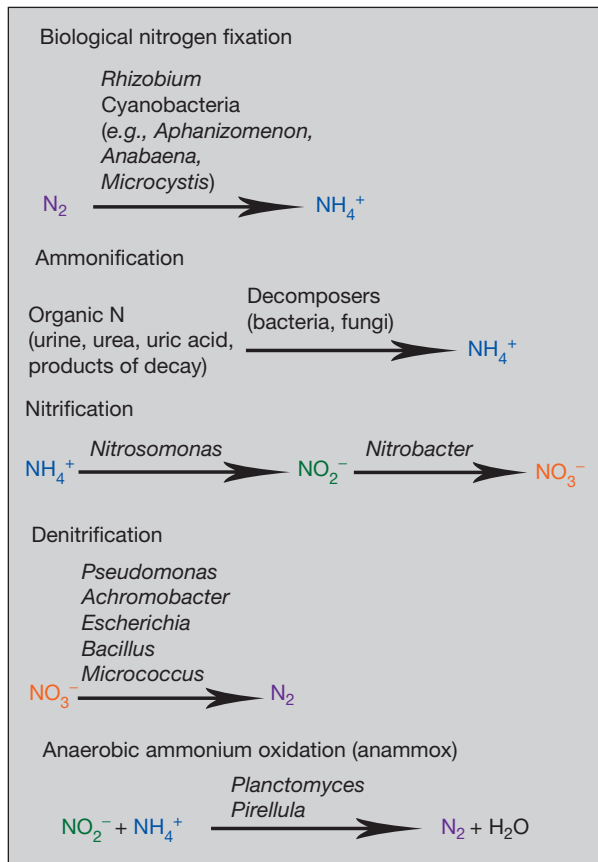 Biological nitrogen fixation
Rhizobium
Cyanobacteria
(e.g., Aphanizomenon,
Anabaena,
Microcystis)
N₂ NH₄⁺
Ammonification
Organic N
(urine, urea, uric acid,
products of decay)
Decomposers
(bacteria, fungi)
NH₄⁺
Nitrification
NH₄⁺ Nitrosomonas NO₂⁻ Nitrobacter NO₃⁻
Denitrification
Pseudomonas
Achromobacter
Escherichia
Bacillus
Micrococcus
NO₃⁻ N₂
Anaerobic ammonium oxidation (anammox)
Planctomyces
Pirellula
NO₂⁻ + NH₄⁺ N₂ + H₂O